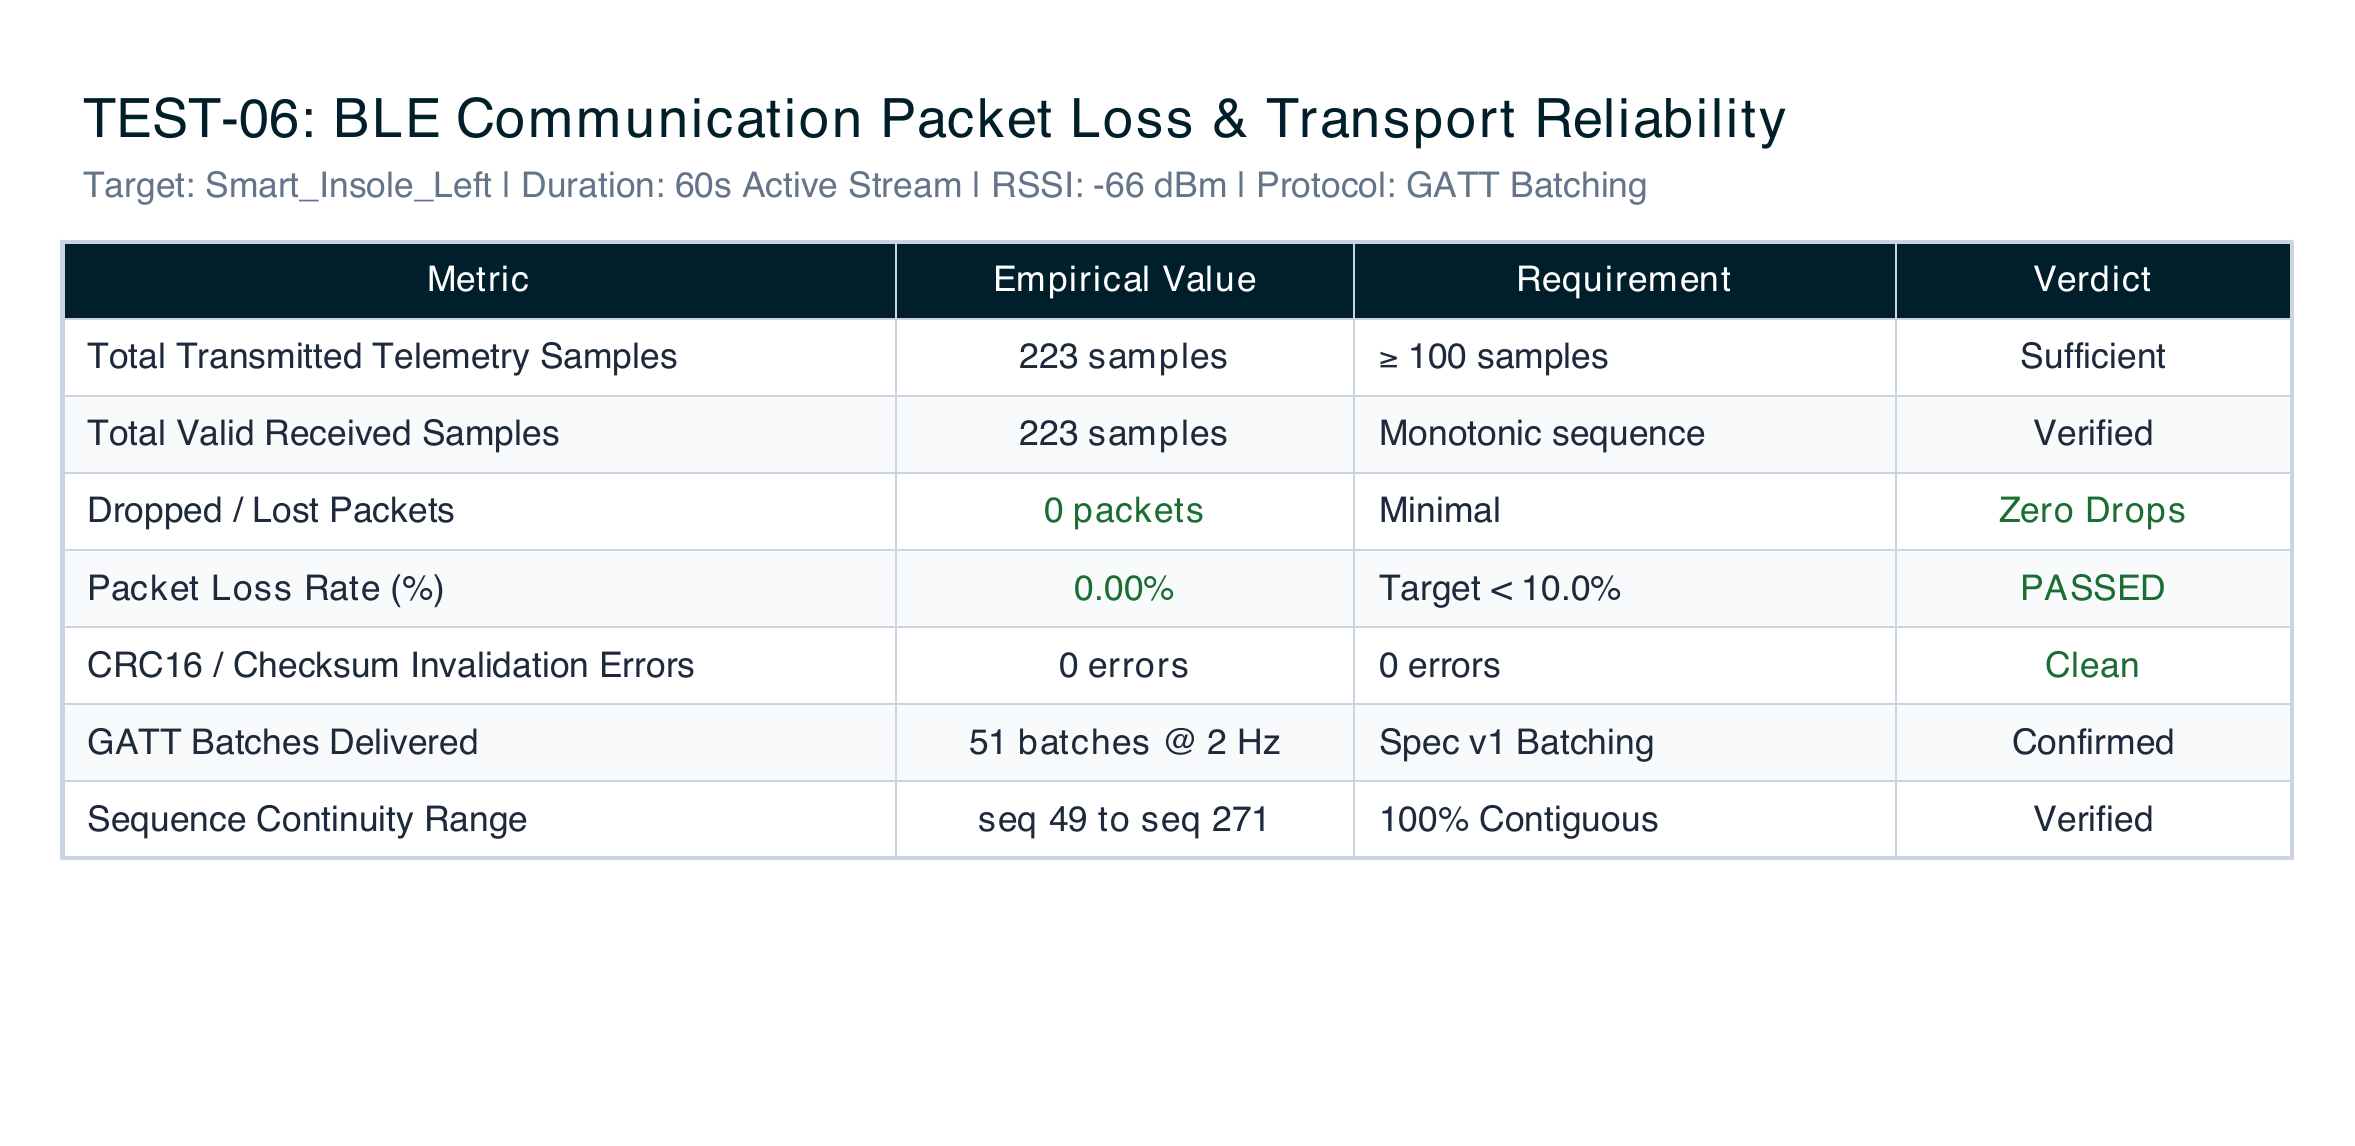 TEST-06: BLE Communication Packet Loss & Transport Reliability
Target: Smart_Insole_Left | Duration: 60s Active Stream | RSSI: -66 dBm | Protocol: GATT Batching
Metric Empirical Value Requirement Verdict
Total Transmitted Telemetry Samples 223 samples ≥ 100 samples Sufficient
Total Valid Received Samples 223 samples Monotonic sequence Verified
Dropped / Lost Packets 0 packets Minimal Zero Drops
Packet Loss Rate (%) 0.00% Target < 10.0% PASSED
CRC16 / Checksum Invalidation Errors 0 errors 0 errors Clean
GATT Batches Delivered 51 batches @ 2 Hz Spec v1 Batching Confirmed
Sequence Continuity Range seq 49 to seq 271 100% Contiguous Verified